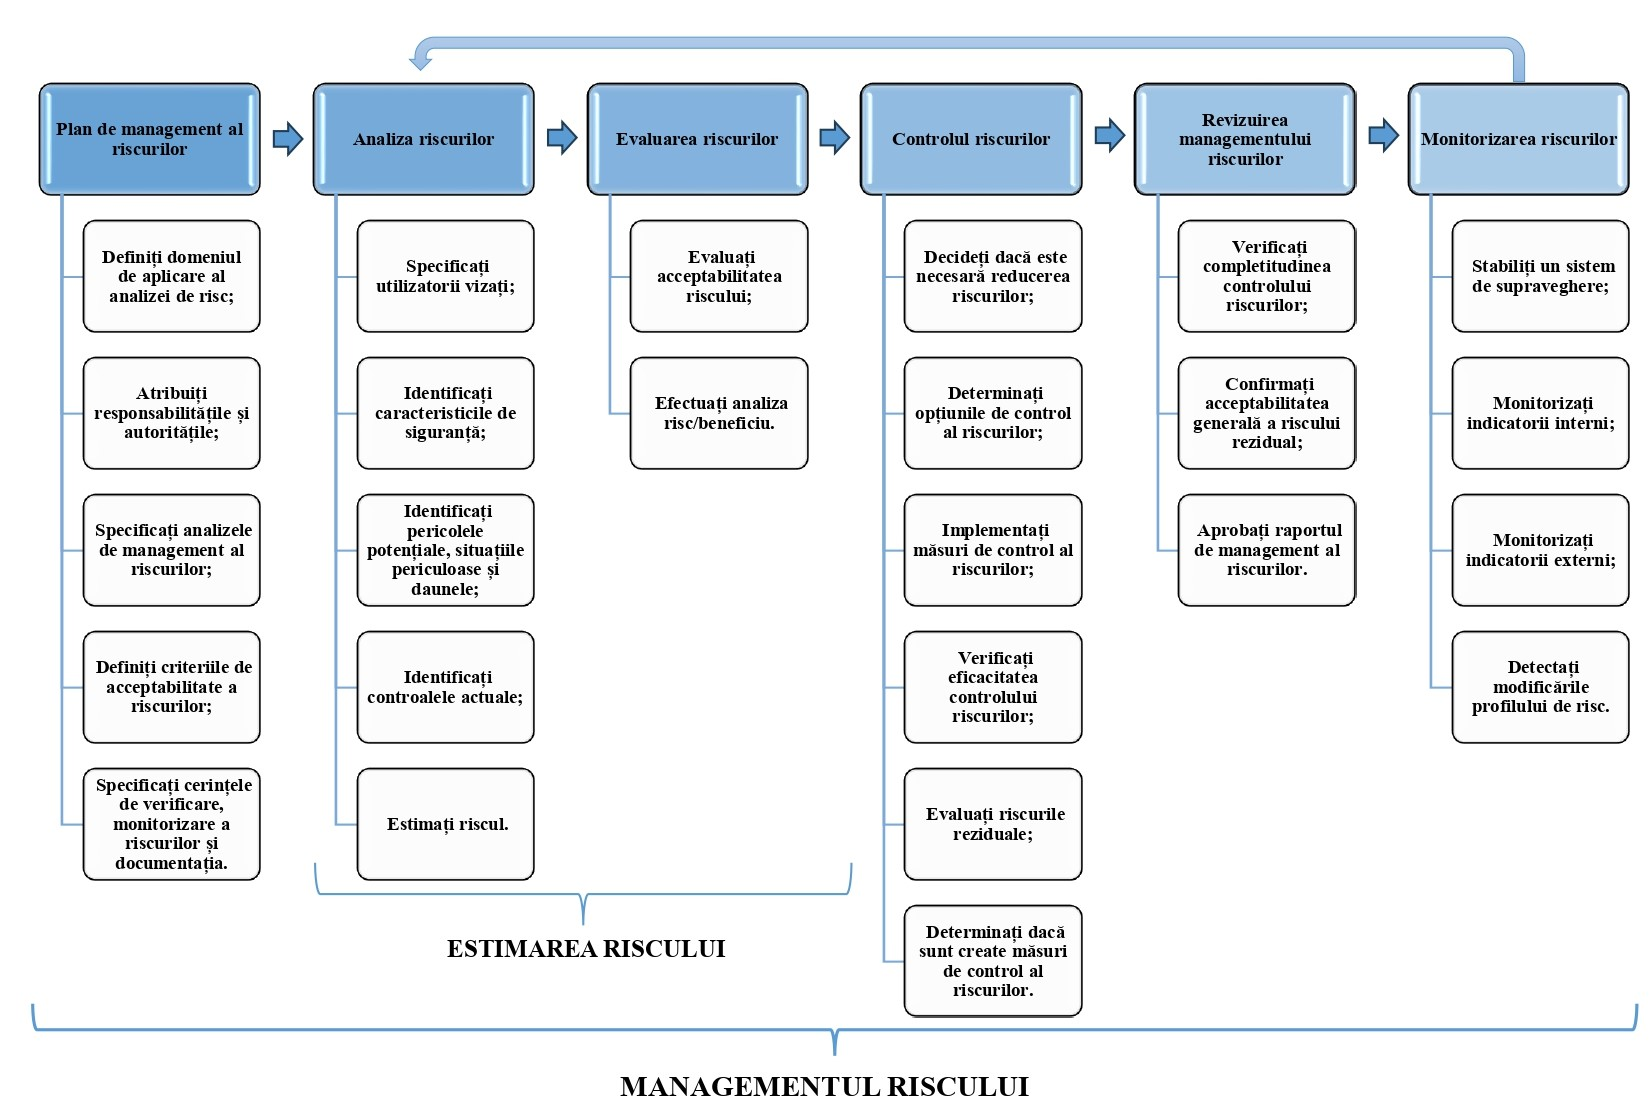 Plan de management al
riscurilor
Analiza riscurilor
Evaluarea riscurilor
Controlul riscurilor
Revizuirea
managementului
riscurilor
Monitorizarea riscurilor
Definiți domeniul
de aplicare al
analizei de risc;
Atribuiți
responsabilitățile și
autoritățile;
Specificați analizele
de management al
riscurilor;
Definiți criteriile de
acceptabilitate a
riscurilor;
Specificați cerințele
de verificare,
monitorizare a
riscurilor și
documentația.
Specificați
utilizatorii vizați;
Identificați
caracteristicile de
siguranță;
Identificați
pericolele
potențiale, situațiile
periculoase și
daunele;
Identificați
controalele actuale;
Estimați riscul.
Evaluați
acceptabilitatea
riscului;
Efectuați analiza
risc/beneficiu.
Decideți dacă este
necesară reducerea
riscurilor;
Determinați
opțiunile de control
al riscurilor;
Implementați
măsuri de control al
riscurilor;
Verificați
eficacitatea
controlului
riscurilor;
Evaluați riscurile
reziduale;
Determinați dacă
sunt create măsuri
de control al
riscurilor.
Verificați
completitudinea
controlului
riscurilor;
Confirmați
acceptabilitatea
generală a riscului
rezidual;
Aprobați raportul
de management al
riscurilor.
Stabiliți un sistem
de supraveghere;
Monitorizați
indicatorii interni;
Monitorizați
indicatorii externi;
Detectați
modificările
profilului de risc.
ESTIMAREA RISCULUI
MANAGEMENTUL RISCULUI